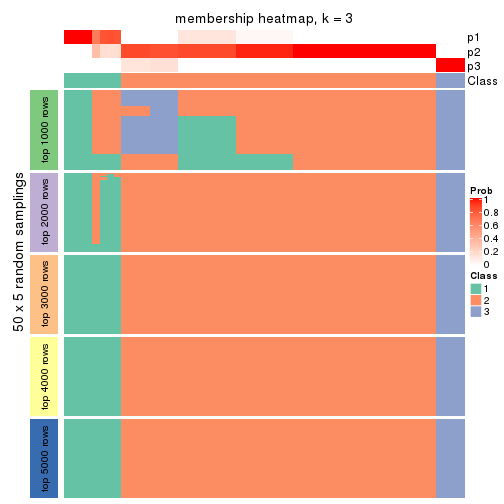 membership heatmap, k = 3
p1
p2
p3
Class
50 x 5 random samplings
top 1000 rows
top 2000 rows
top 3000 rows
top 4000 rows
top 5000 rows
Prob
1
0.8
0.6
0.4
0.2
0
Class
1
2
3